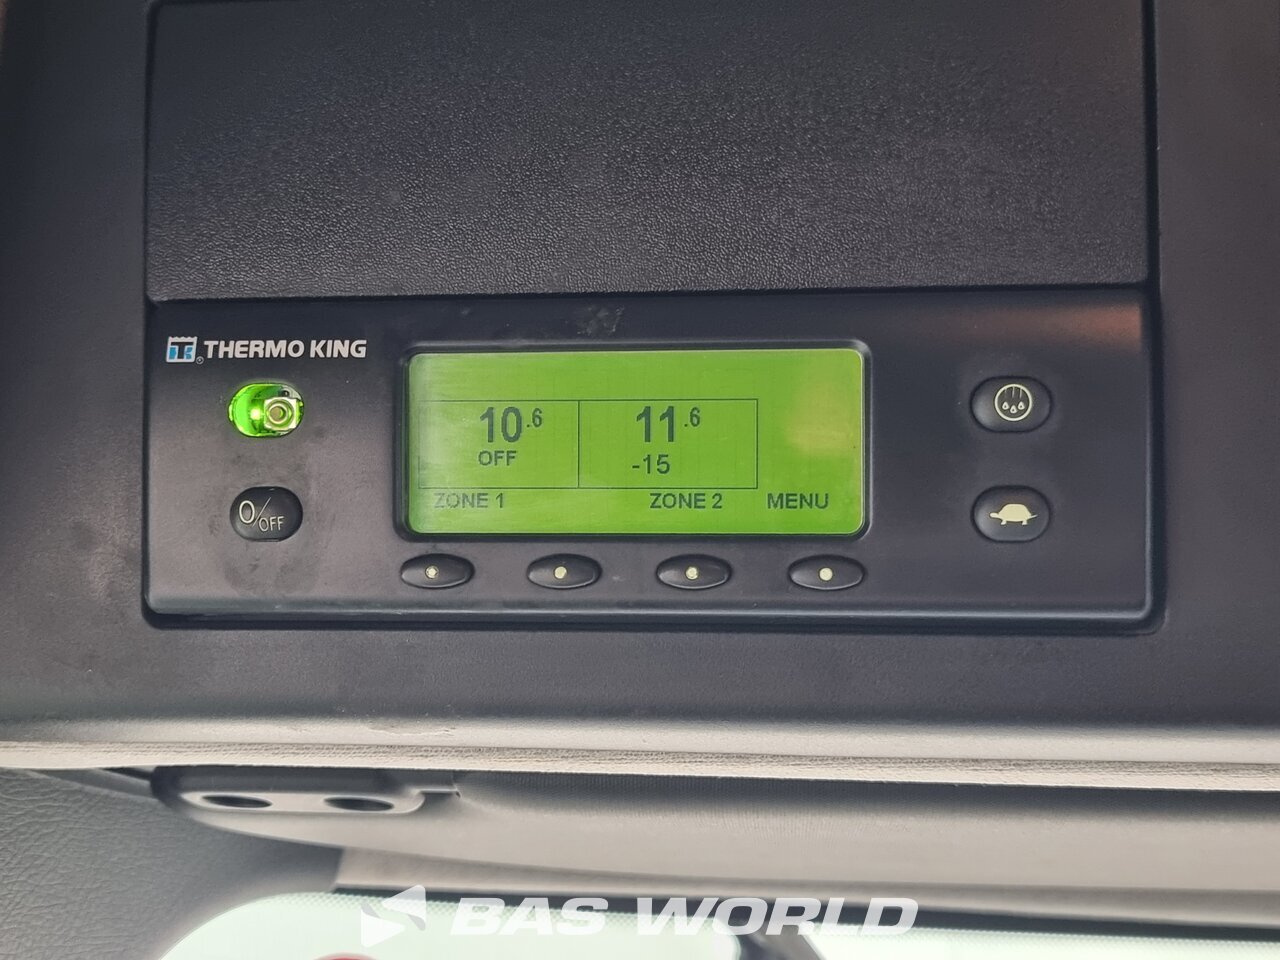 THERMO KING
10.6 11.6
OFF -15
ZONE 1 ZONE 2 MENU
0/OFF
BAS WORLD